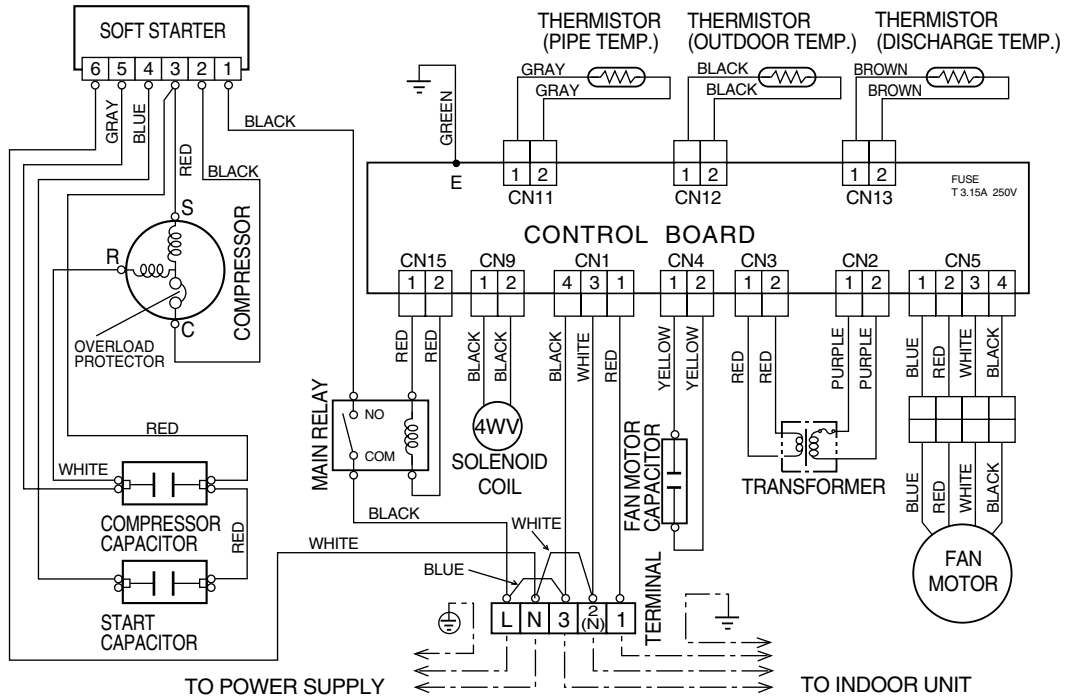 SOFT STARTER
6 5 4 3 2 1
GRAY
BLUE
RED
BLACK
BLACK
S
R
C
COMPRESSOR
OVERLOAD
PROTECTOR
RED
WHITE
COMPRESSOR
CAPACITOR
RED
START
CAPACITOR
THERMISTOR
(PIPE TEMP.)
THERMISTOR
(OUTDOOR TEMP.)
THERMISTOR
(DISCHARGE TEMP.)
GRAY
GRAY
BLACK
BLACK
BROWN
BROWN
GREEN
E
1 2
CN11
1 2
CN12
1 2
CN13
FUSE
T 3.15A 250V
CONTROL BOARD
CN15
1 2
CN9
1 2
CN1
4 3 1
CN4
1 2
CN3
1 2
CN2
1 2
CN5
1 2 3 4
RED
RED
BLACK
BLACK
BLACK
WHITE
RED
YELLOW
YELLOW
RED
RED
PURPLE
PURPLE
BLUE
RED
WHITE
BLACK
MAIN RELAY
NO
COM
4WV
SOLENOID
COIL
FAN MOTOR
CAPACITOR
TRANSFORMER
BLUE
RED
WHITE
BLACK
FAN
MOTOR
BLACK
WHITE
WHITE
BLUE
L N 3 2(N) 1
TERMINAL
TO POWER SUPPLY
TO INDOOR UNIT